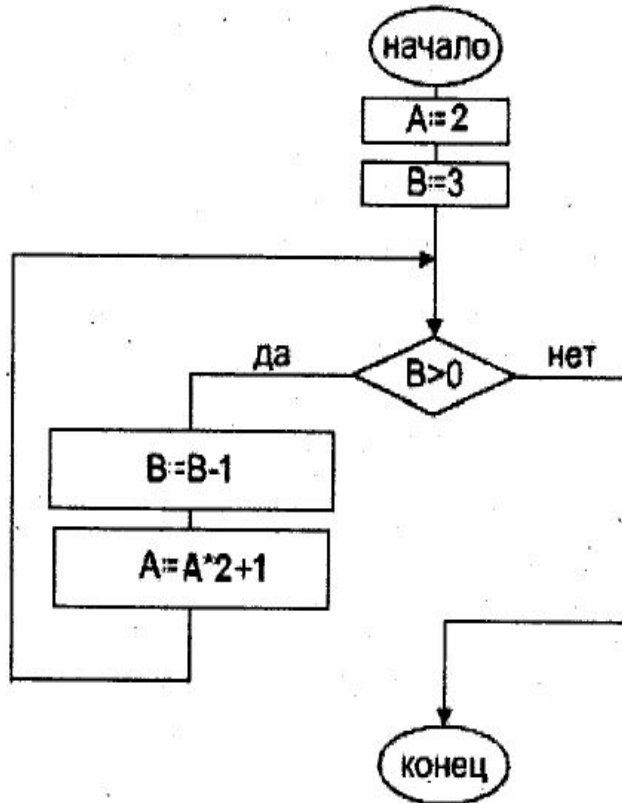 начало
A:=2
B:=3
да
B>0
нет
B:=B-1
A:=A*2+1
конец